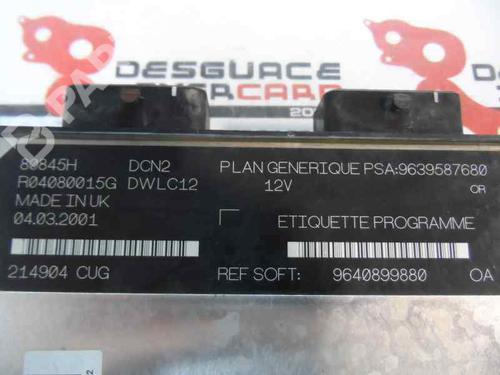 DESGUACE
80845H DCN2 PLAN GENERIQUE PSA:9639587680
R04080015G DWLC12 12V OR
MADE IN UK
04.03.2001 ETIQUETTE PROGRAMME
214904 CUG REF SOFT: 9640899880 OA